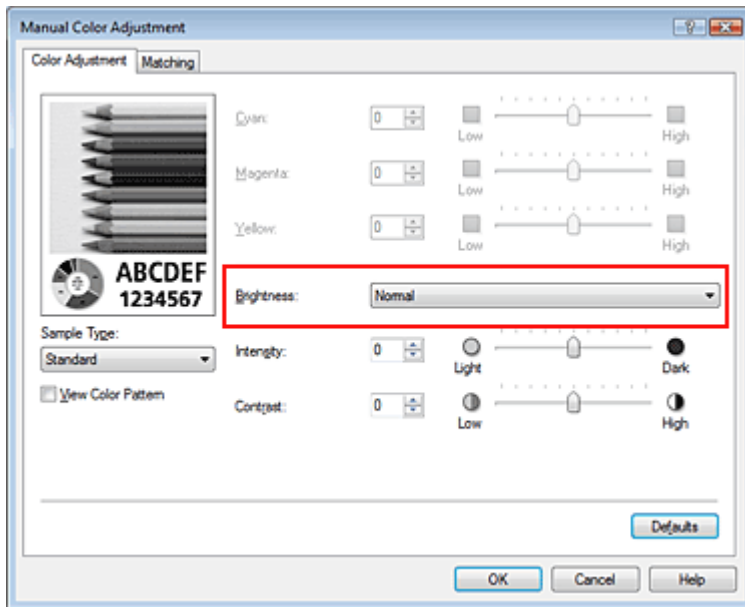 Manual Color Adjustment
Color Adjustment Matching
ABCDEF
1234567
Sample Type:
Standard
View Color Pattern
Cyan: 0 Low High
Magenta: 0 Low High
Yellow: 0 Low High
Brightness: Normal
Intensity: 0 Light Dark
Contrast: 0 Low High
Defaults
OK Cancel Help